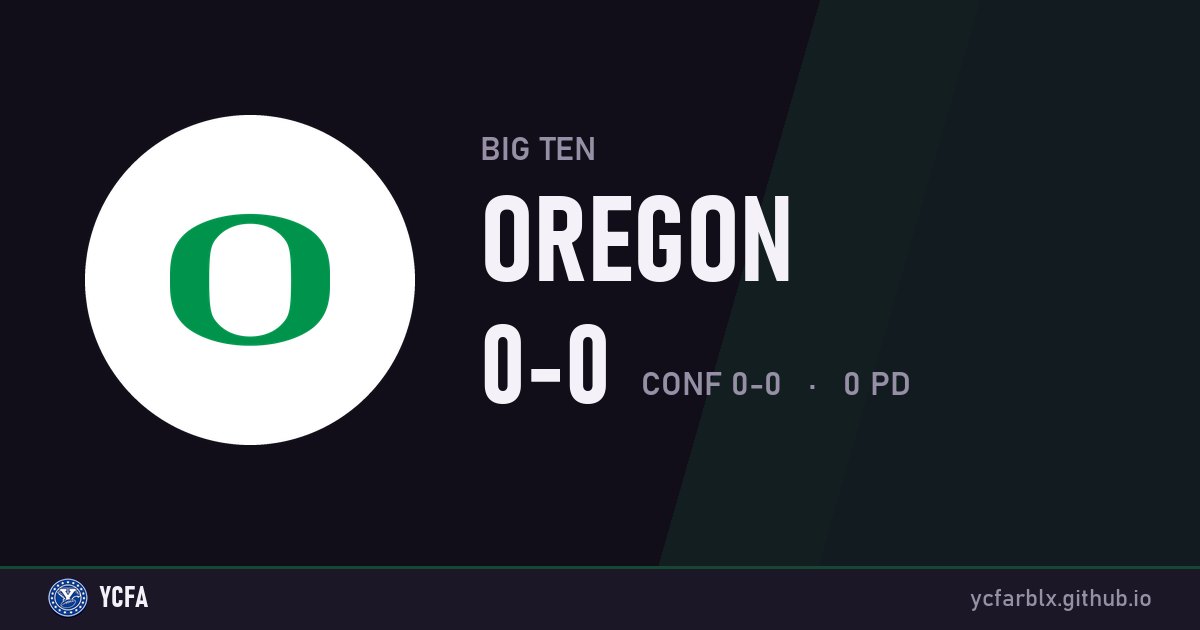 BIG TEN
OREGON
0-0 CONF 0-0 · 0 PD
YCFA
ycfarblx.github.io